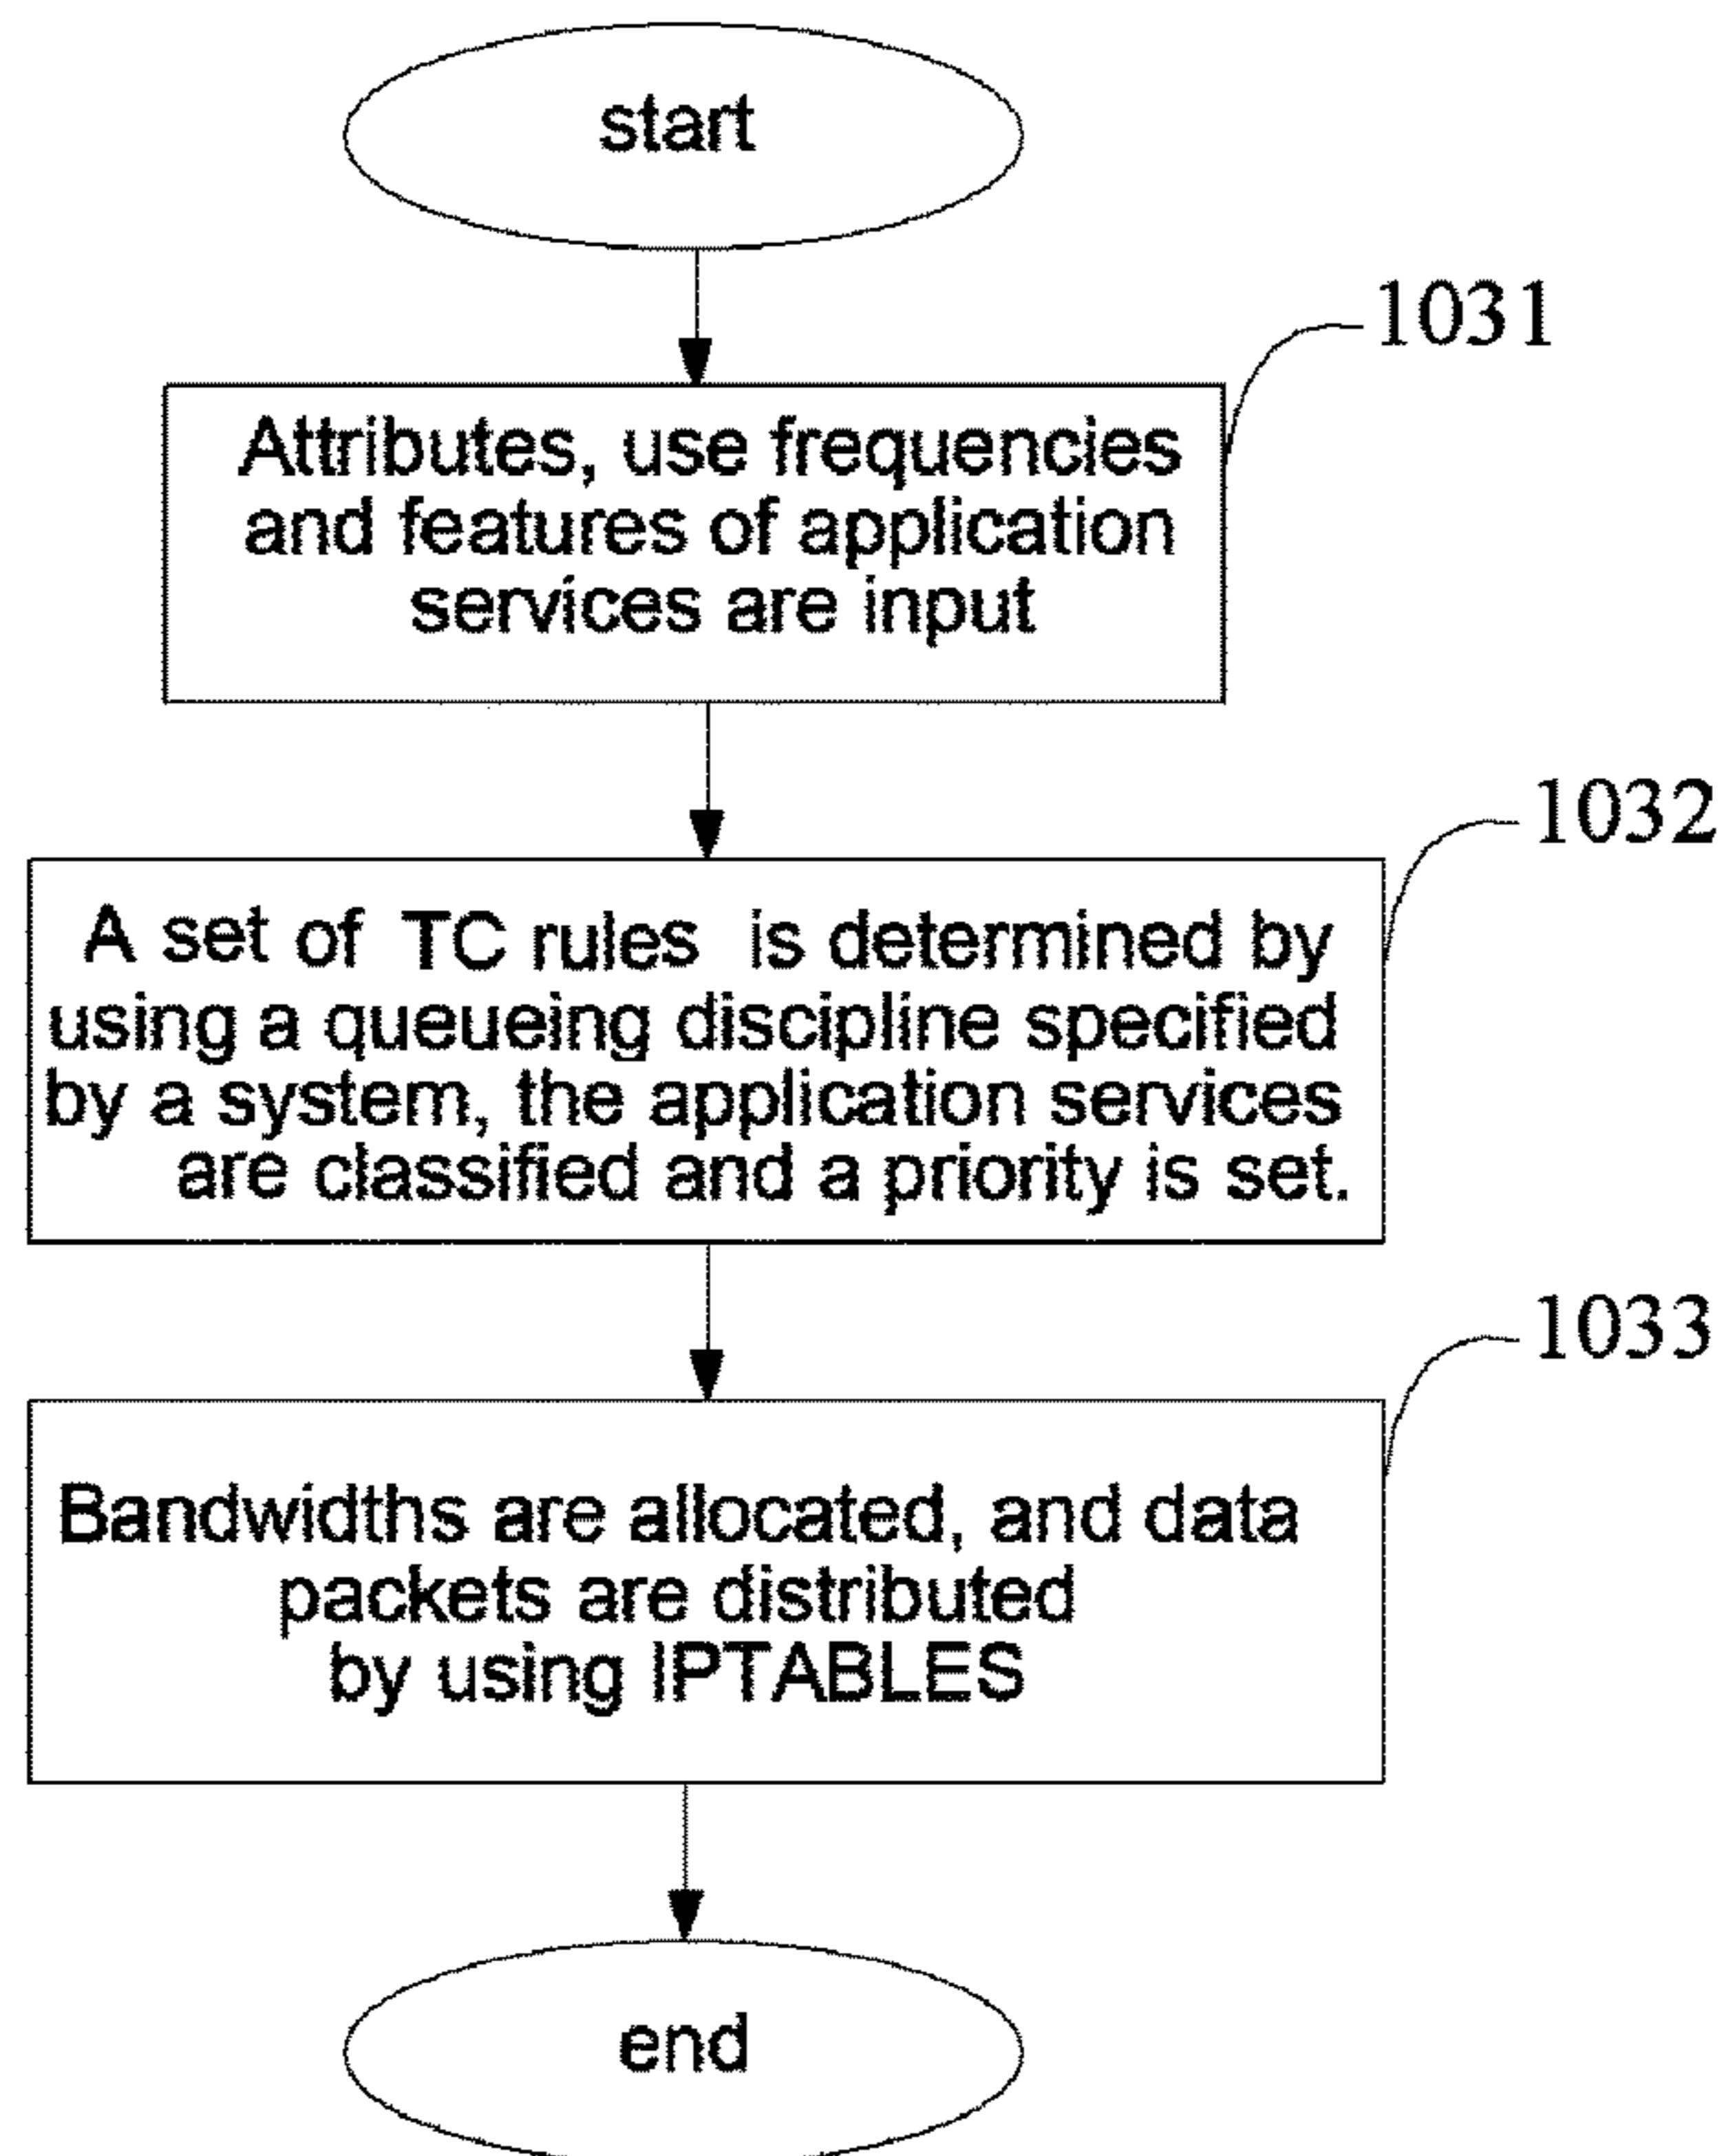 start
1031
Attributes, use frequencies
and features of application
services are input
1032
A set of TC rules is determined by
using a queueing discipline specified
by a system, the application services
are classified and a priority is set.
1033
Bandwidths are allocated, and data
packets are distributed
by using IPTABLES
end